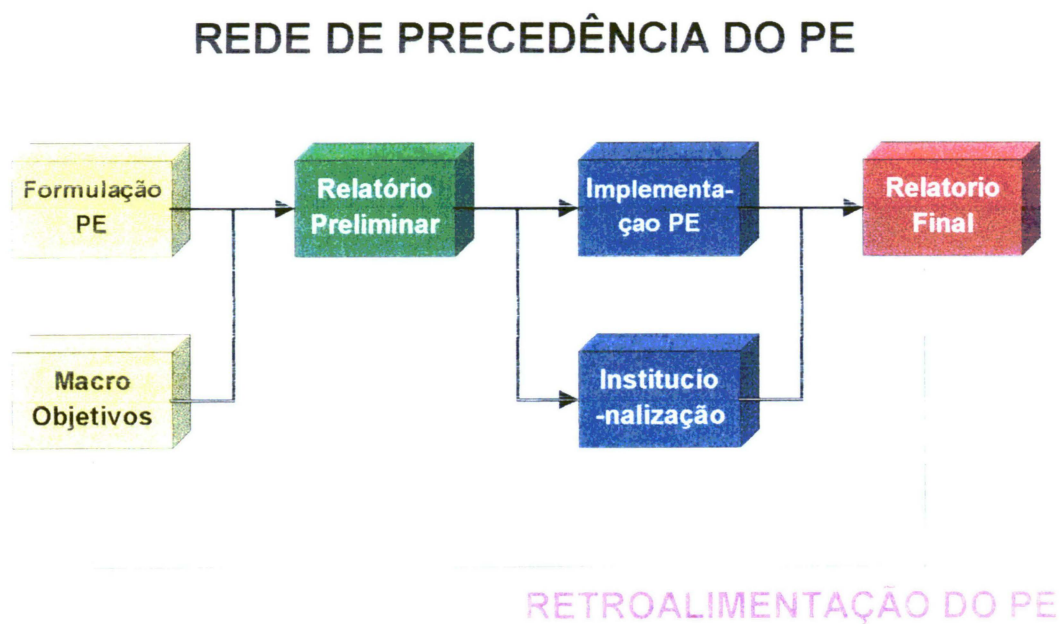 REDE DE PRECEDÊNCIA DO PE
Formulação
PE
Relatório
Preliminar
Implementa-
çao PE
Relatorio
Final
Macro
Objetivos
Institucio
-nalização
RETROALIMENTAÇÃO DO PE